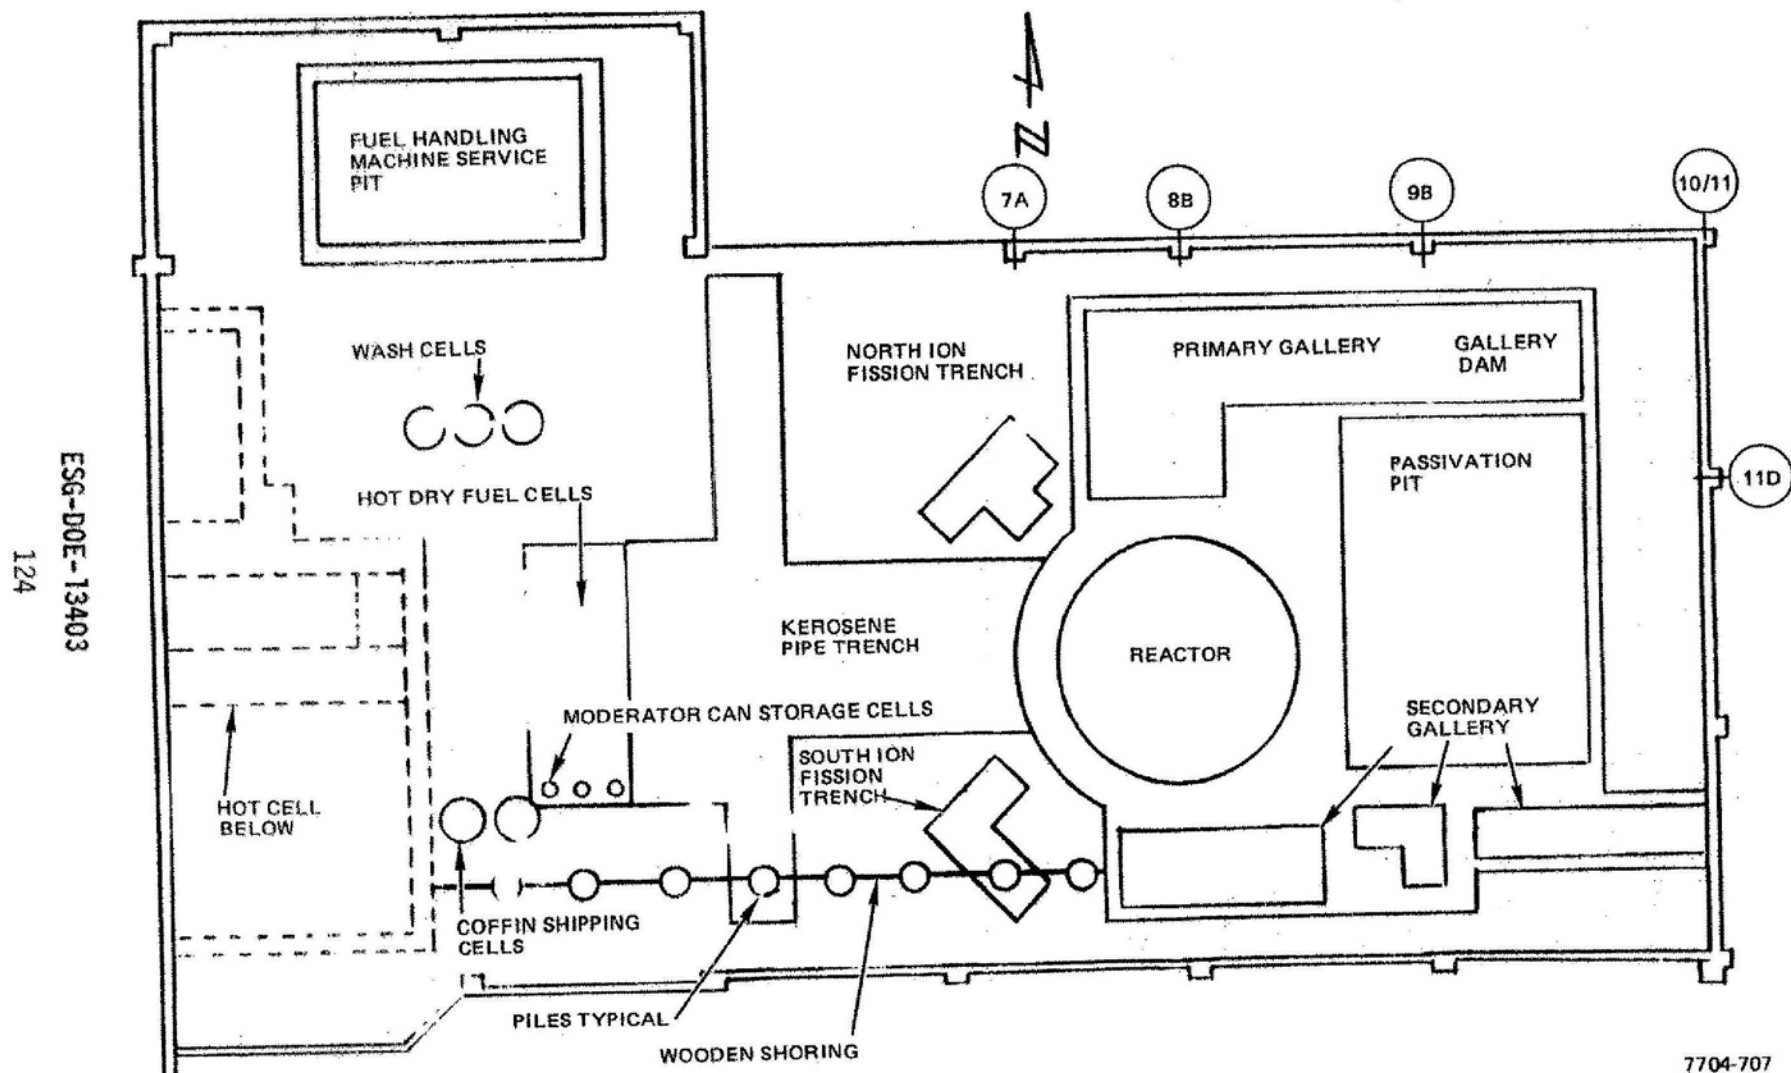 N
7A
8B
9B
10/11
11D
FUEL HANDLING
MACHINE SERVICE
PIT
WASH CELLS
HOT DRY FUEL CELLS
NORTH ION
FISSION TRENCH
PRIMARY GALLERY
GALLERY
DAM
PASSIVATION
PIT
KEROSENE
PIPE TRENCH
REACTOR
MODERATOR CAN STORAGE CELLS
SECONDARY
GALLERY
SOUTH ION
FISSION
TRENCH
HOT CELL
BELOW
COFFIN SHIPPING
CELLS
PILES TYPICAL
WOODEN SHORING
ESG-DOE-13403
124
7704-707